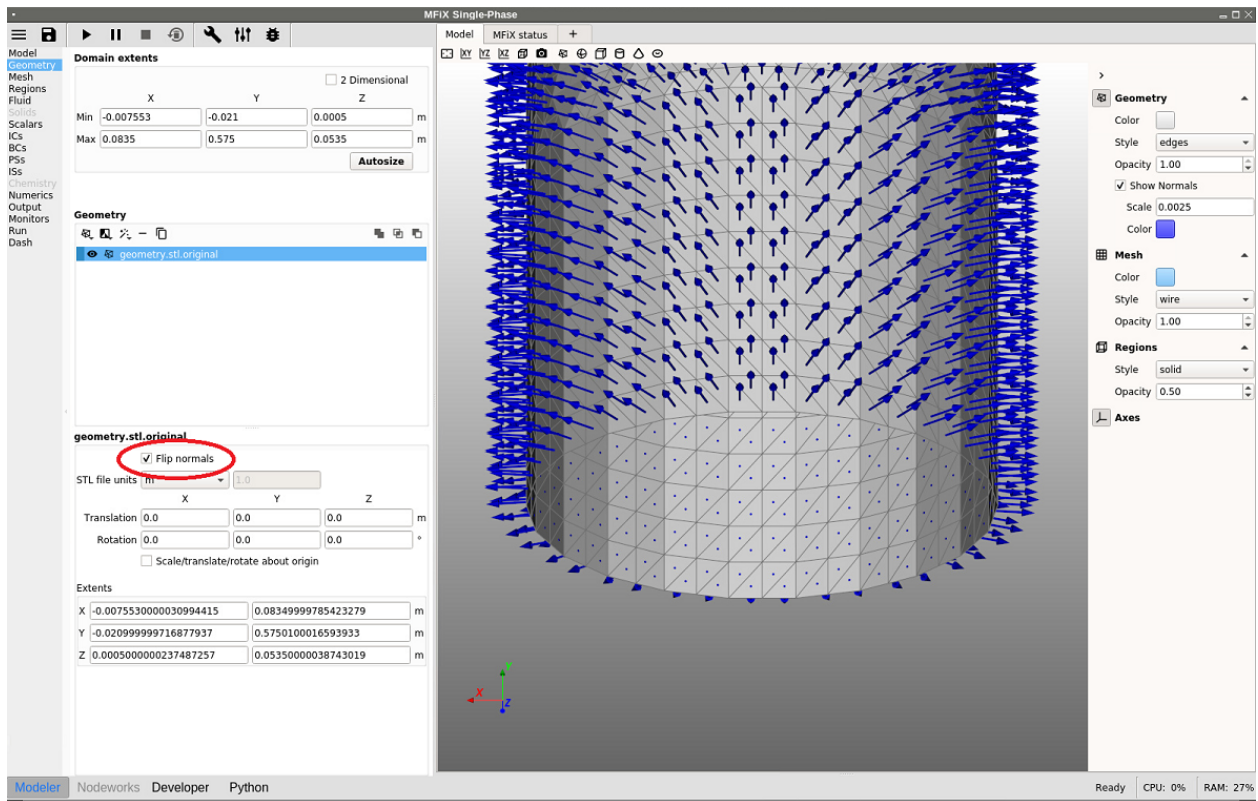 MFiX Single-Phase
Model
Geometry
Mesh
Regions
Fluid
Solids
Scalars
ICs
BCs
PSs
ISs
Chemistry
Numerics
Output
Monitors
Run
Dash
Domain extents
2 Dimensional
X Y Z
Min -0.007553 -0.021 0.0005 m
Max 0.0835 0.575 0.0535 m
Autosize
Geometry
geometry.stl.original
geometry.stl.original
Flip normals
STL file units m 1.0
X Y Z
Translation 0.0 0.0 0.0 m
Rotation 0.0 0.0 0.0 °
Scale/translate/rotate about origin
Extents
X -0.0075530000030994415 0.08349999785423279 m
Y -0.020999999716877937 0.5750100016593933 m
Z 0.0005000000237487257 0.05350000038743019 m
Model MFiX status +
XY YZ XZ
Y
X
Z
Geometry
Color
Style edges
Opacity 1.00
Show Normals
Scale 0.0025
Color
Mesh
Color
Style wire
Opacity 1.00
Regions
Style solid
Opacity 0.50
Axes
Modeler Nodeworks Developer Python
Ready CPU: 0% RAM: 27%